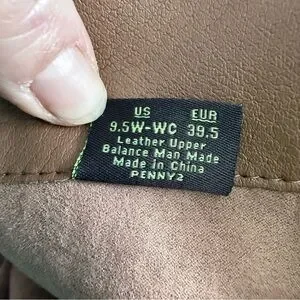 US EUR
9.5W-WC 39.5
Leather Upper
Balance Man Made
Made in China
PENNY2